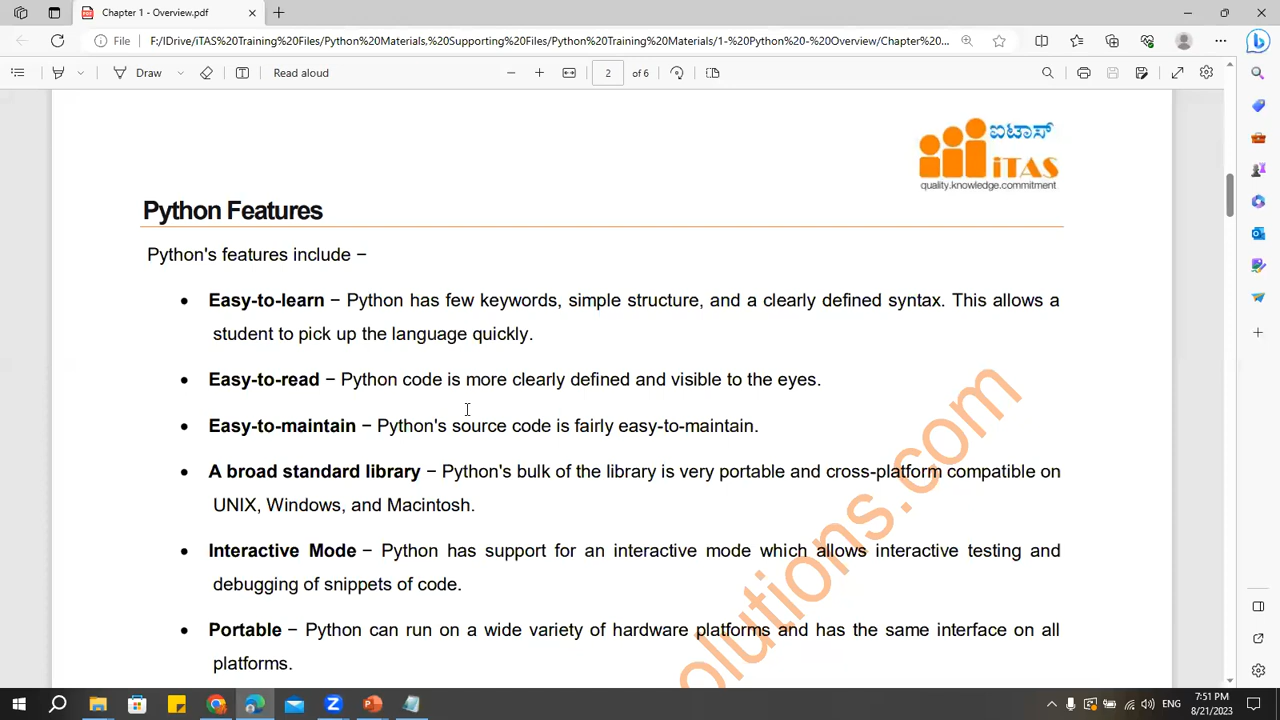 Chapter 1 - Overview.pdf
File
F:/IDrive/iTAS%20Training%20Files/Python%20Materials,%20Supporting%20Files/Python%20Training%20Materials/1-%20Python%20-%20Overview/Chapter%...
Draw
Read aloud
2
of 6
ಐಟಾಸ್
iTAS
quality.knowledge.commitment
Python Features
Python's features include −
• Easy-to-learn − Python has few keywords, simple structure, and a clearly defined syntax. This allows a
student to pick up the language quickly.
• Easy-to-read − Python code is more clearly defined and visible to the eyes.
• Easy-to-maintain − Python's source code is fairly easy-to-maintain.
• A broad standard library − Python's bulk of the library is very portable and cross-platform compatible on
UNIX, Windows, and Macintosh.
• Interactive Mode − Python has support for an interactive mode which allows interactive testing and
debugging of snippets of code.
• Portable − Python can run on a wide variety of hardware platforms and has the same interface on all
platforms.
olutions.com
ENG
7:51 PM
8/21/2023